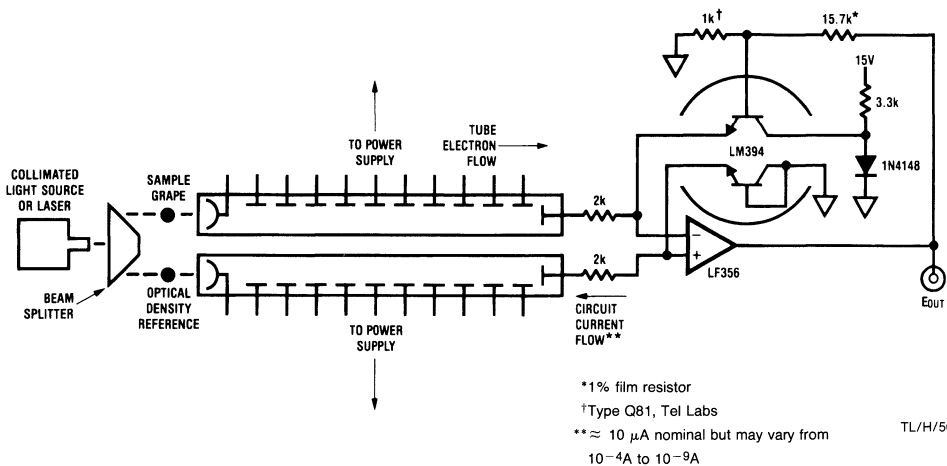 1k†
15.7k*
15V
3.3k
TO POWER
SUPPLY
TUBE
ELECTRON
FLOW
LM394
1N4148
COLLIMATED
LIGHT SOURCE
OR LASER
SAMPLE
GRAPE
2k
−
+
LF356
2k
BEAM
SPLITTER
OPTICAL
DENSITY
REFERENCE
TO POWER
SUPPLY
CIRCUIT
CURRENT
FLOW**
EOUT
*1% film resistor
†Type Q81, Tel Labs
**≈ 10 μA nominal but may vary from
10⁻⁴A to 10⁻⁹A
TL/H/5